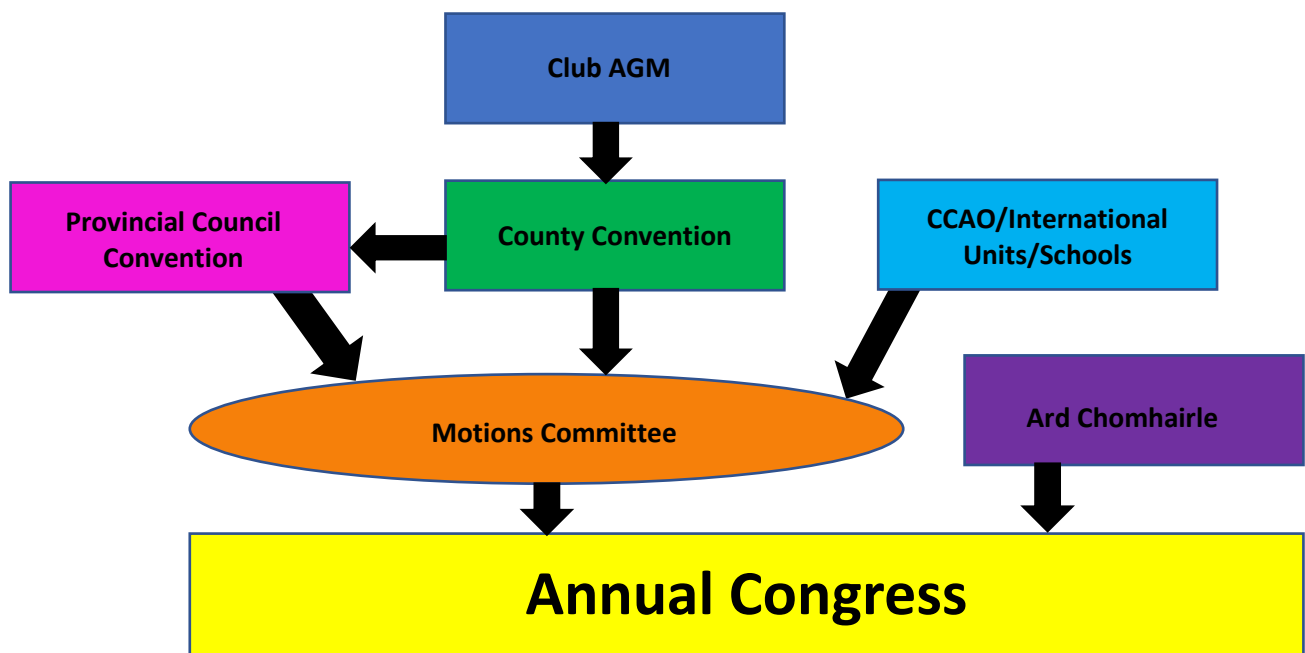 Club AGM
Provincial Council
Convention
County Convention
CCAO/International
Units/Schools
Motions Committee
Ard Chomhairle
Annual Congress